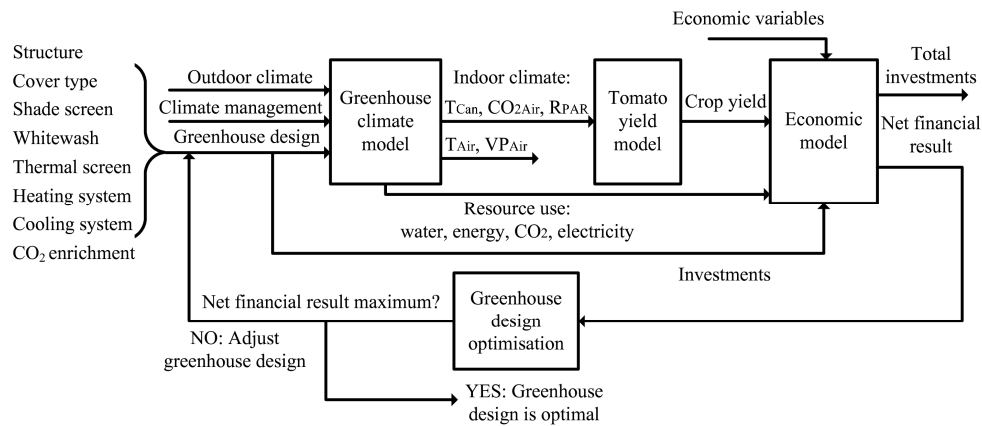 Structure
Cover type
Shade screen
Whitewash
Thermal screen
Heating system
Cooling system
CO2 enrichment
Outdoor climate
Climate management
Greenhouse design
Greenhouse
climate
model
Indoor climate:
TCan, CO2Air, RPAR
TAir, VPAir
Resource use:
water, energy, CO2, electricity
Tomato
yield
model
Crop yield
Economic variables
Economic
model
Total
investments
Net financial
result
Investments
Greenhouse
design
optimisation
Net financial result maximum?
NO: Adjust
greenhouse design
YES: Greenhouse
design is optimal